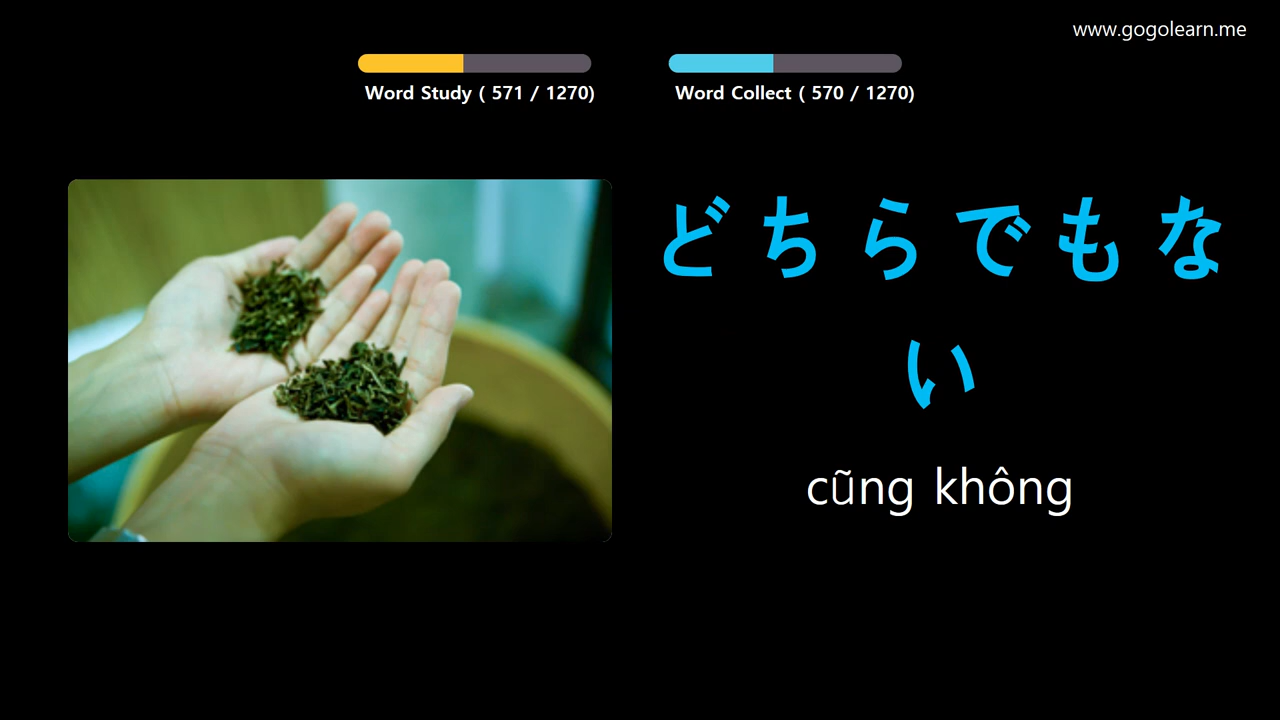 www.gogolearn.me
Word Study ( 571 / 1270)
Word Collect ( 570 / 1270)
どちらでもな
い
cũng không